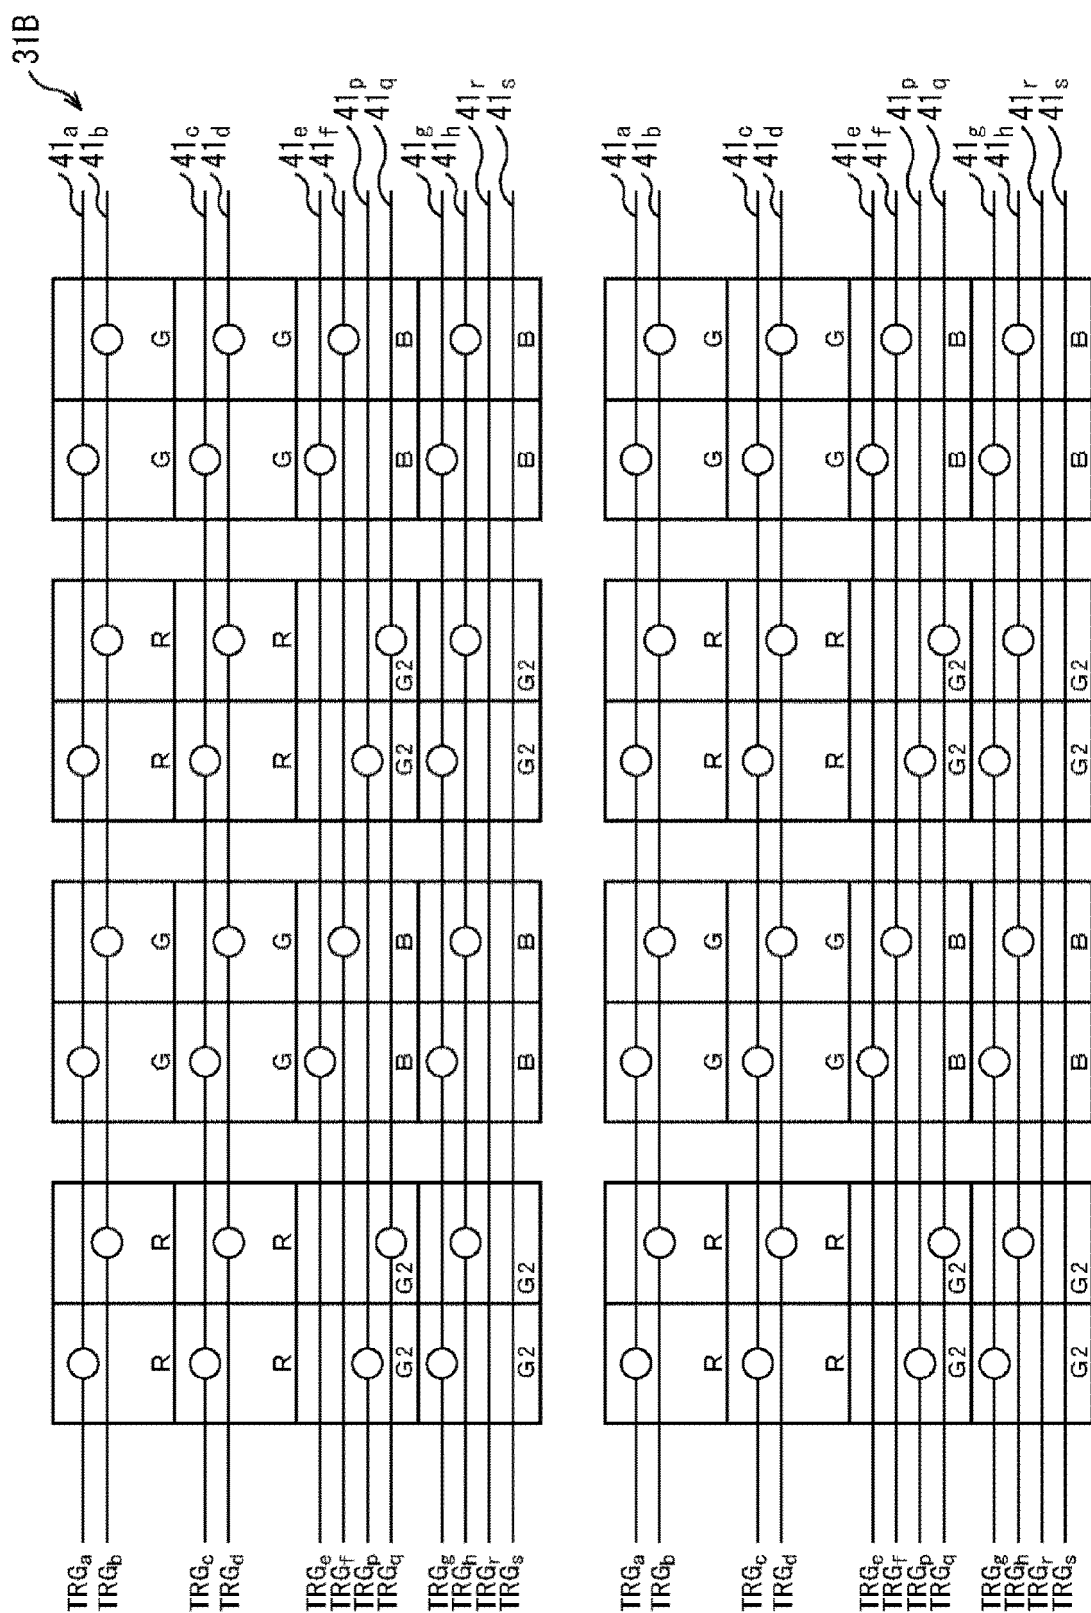 31B
TRGa 41a
TRGb 41b
R R G G R R G G
TRGc 41c
TRGd 41d
R R G G R R G G
TRGe 41e
TRGf 41f
TRGp 41p
TRGq 41q
G2 G2 B B G2 G2 B B
TRGg 41g
TRGh 41h
TRGr 41r
TRGs 41s
G2 G2 B B G2 G2 B B
TRGa 41a
TRGb 41b
R R G G R R G G
TRGc 41c
TRGd 41d
R R G G R R G G
TRGe 41e
TRGf 41f
TRGp 41p
TRGq 41q
G2 G2 B B G2 G2 B B
TRGg 41g
TRGh 41h
TRGr 41r
TRGs 41s
G2 G2 B B G2 G2 B B